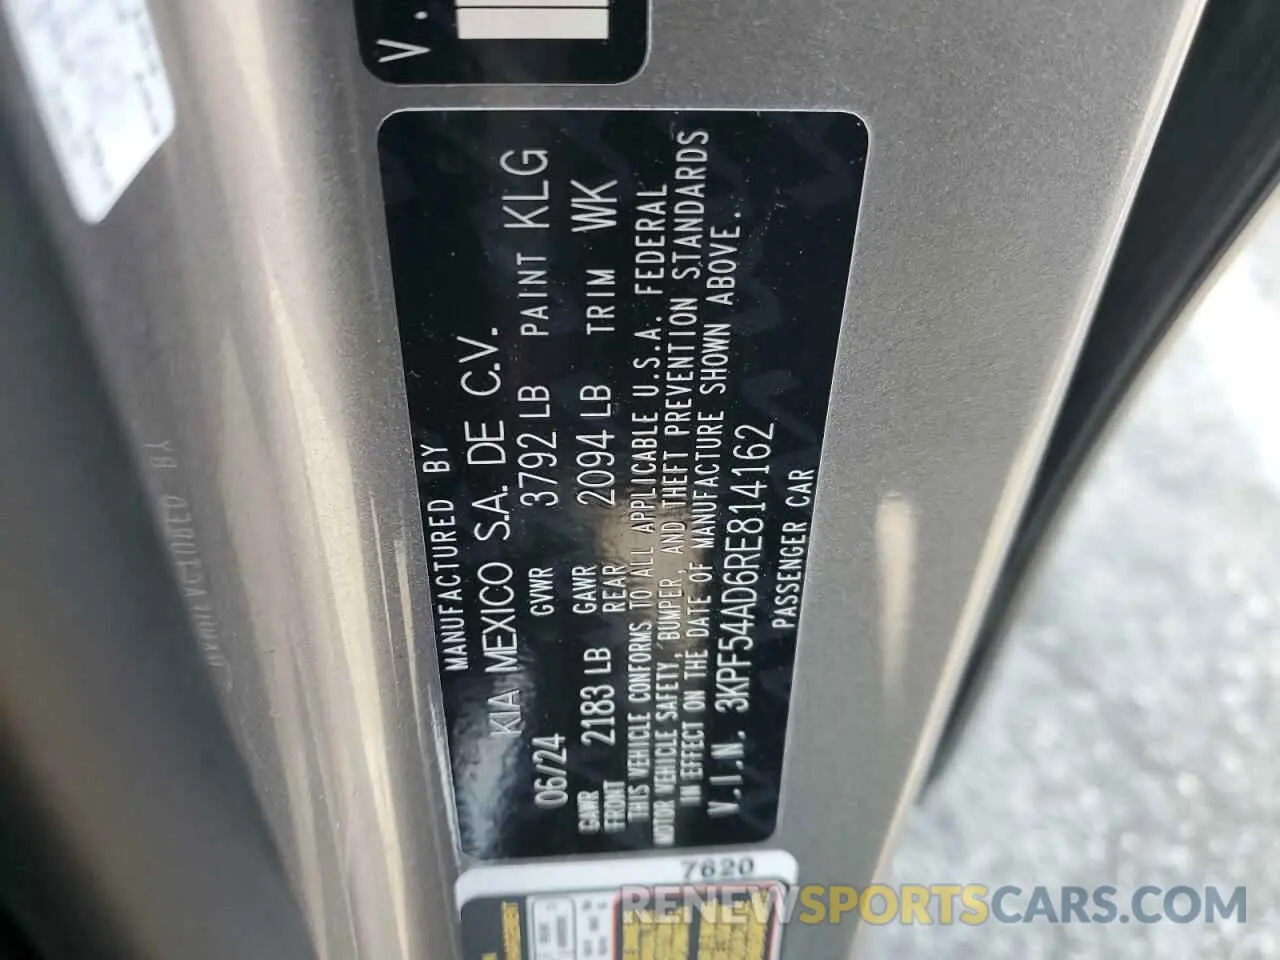 V.
MANUFACTURED BY
KIA MEXICO S.A. DE C.V.
06/24 GVWR 3792 LB PAINT KLG
GAWR FRONT 2183 LB GAWR REAR 2094 LB TRIM WK
THIS VEHICLE CONFORMS TO ALL APPLICABLE U.S.A. FEDERAL
MOTOR VEHICLE SAFETY, BUMPER, AND THEFT PREVENTION STANDARDS
IN EFFECT ON THE DATE OF MANUFACTURE SHOWN ABOVE.
V.I.N. 3KPF54AD6RE814162
PASSENGER CAR
7620
RENEWSPORTSCARS.COM